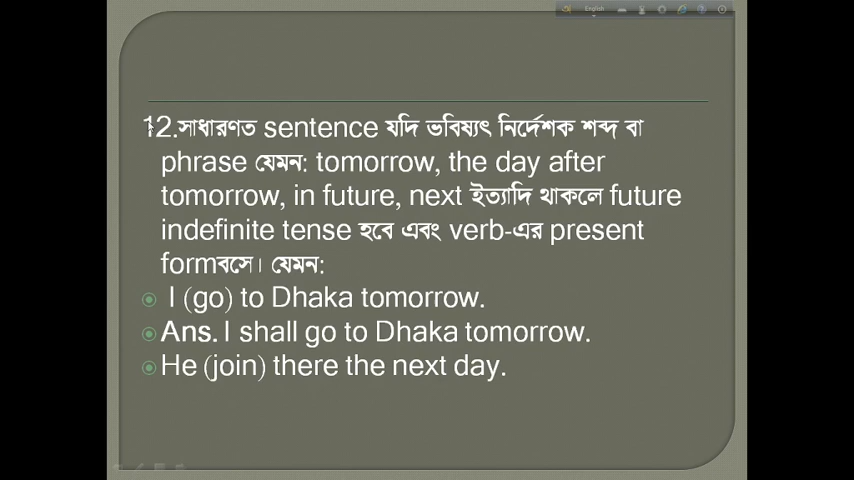 English
12.সাধারণত sentence যদি ভবিষ্যৎ নির্দেশক শব্দ বা
phrase যেমন: tomorrow, the day after
tomorrow, in future, next ইত্যাদি থাকলে future
indefinite tense হবে এবং verb-এর present
formবসে। যেমন:
I (go) to Dhaka tomorrow.
Ans. I shall go to Dhaka tomorrow.
He (join) there the next day.